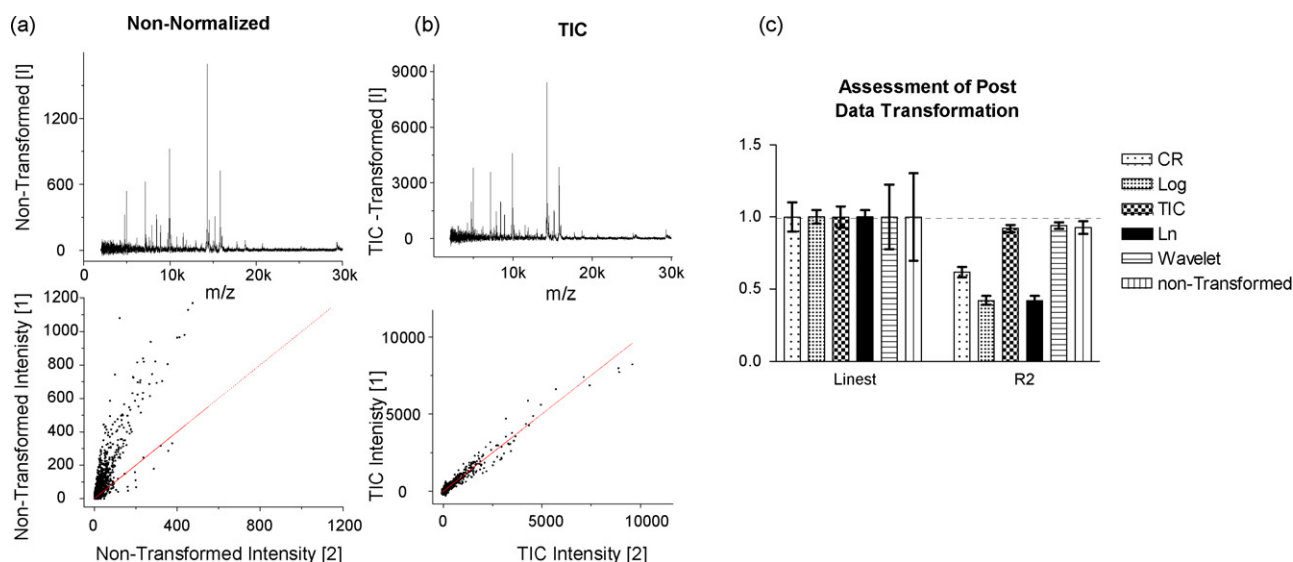 (a)
Non-Normalized
Non-Transformed [I]
1200
600
0
0
10k
20k
30k
m/z
Non-Transformed Intenisty [1]
1200
1000
800
600
400
200
0
0
400
800
1200
Non-Transformed Intensity [2]
(b)
TIC
TIC -Transformed [I]
9000
6000
3000
0
10k
20k
30k
m/z
TIC Intenisty [1]
10000
5000
0
0
5000
10000
TIC Intensity [2]
(c)
Assessment of Post
Data Transformation
1.5
1.0
0.5
0.0
Linest
R2
CR
Log
TIC
Ln
Wavelet
non-Transformed